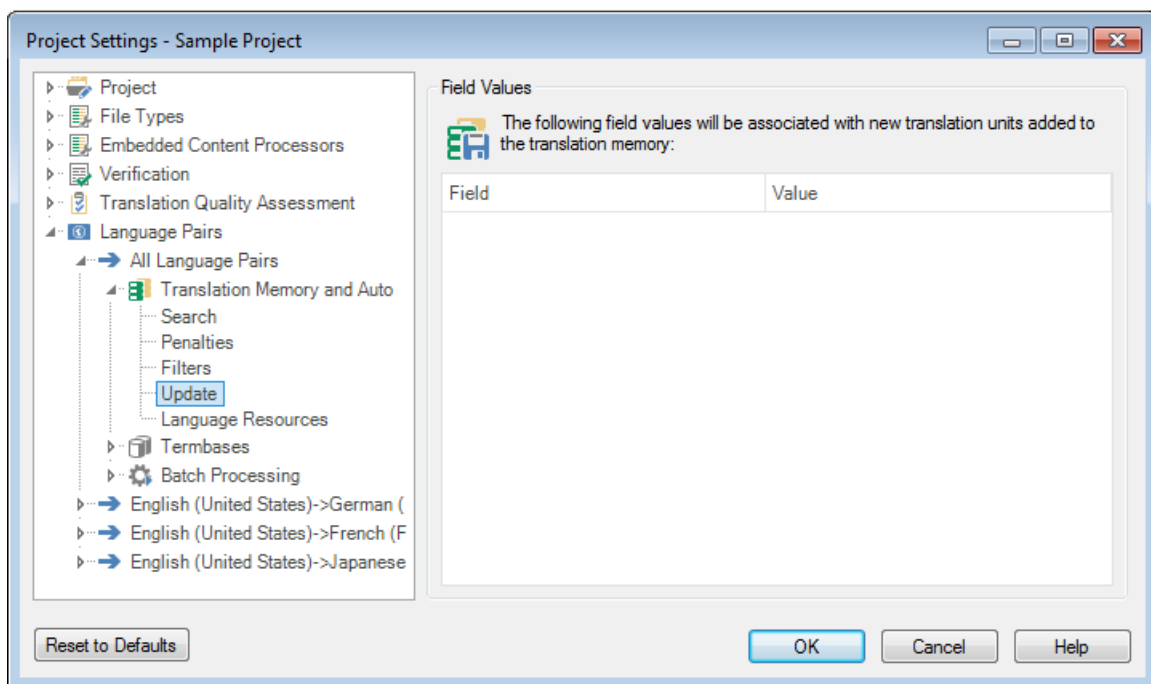 Project Settings - Sample Project
Project
File Types
Embedded Content Processors
Verification
Translation Quality Assessment
Language Pairs
All Language Pairs
Translation Memory and Auto
Search
Penalties
Filters
Update
Language Resources
Termbases
Batch Processing
English (United States)->German (
English (United States)->French (F
English (United States)->Japanese
Field Values
The following field values will be associated with new translation units added to
the translation memory:
Field Value
Reset to Defaults
OK Cancel Help